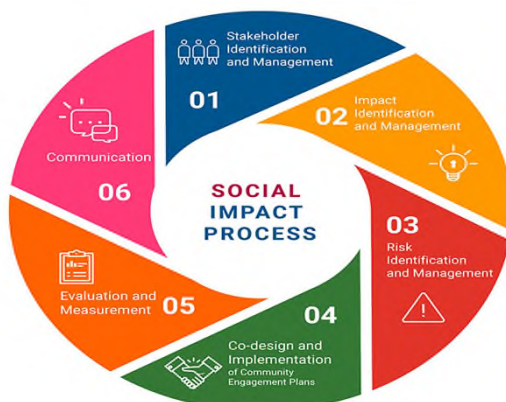 SOCIAL
IMPACT
PROCESS
Stakeholder
Identification
and Management
01
02
Impact
Identification
and Management
03
Risk
Identification
and Management
04
Co-design and
Implementation
of Community
Engagement Plans
Evaluation and
Measurement
05
Communication
06